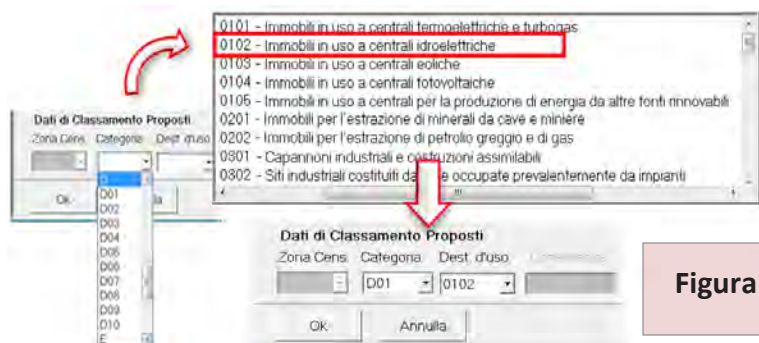 0101 - Immobili in uso a centrali termoelettriche e turbogas
0102 - Immobili in uso a centrali idroelettriche
0103 - Immobili in uso a centrali eoliche
0104 - Immobili in uso a centrali fotovoltaiche
0105 - Immobili in uso a centrali per la produzione di energia da altre fonti rinnovabili
0201 - Immobili per l'estrazione di minerali da cave e miniere
0202 - Immobili per l'estrazione di petrolio greggio e di gas
0301 - Capannoni industriali e costruzioni assimilabili
0302 - Siti industriali costituiti da e occupate prevalentemente da impianti
Dati di Classamento Proposti
Zona Cens. Categoria Dest. d'uso
Ok la
D
D01
D02
D03
D04
D05
D06
D07
D08
D09
D10
E
Dati di Classamento Proposti
Zona Cens. Categoria Dest. d'uso
D01 0102
OK Annulla
Figura